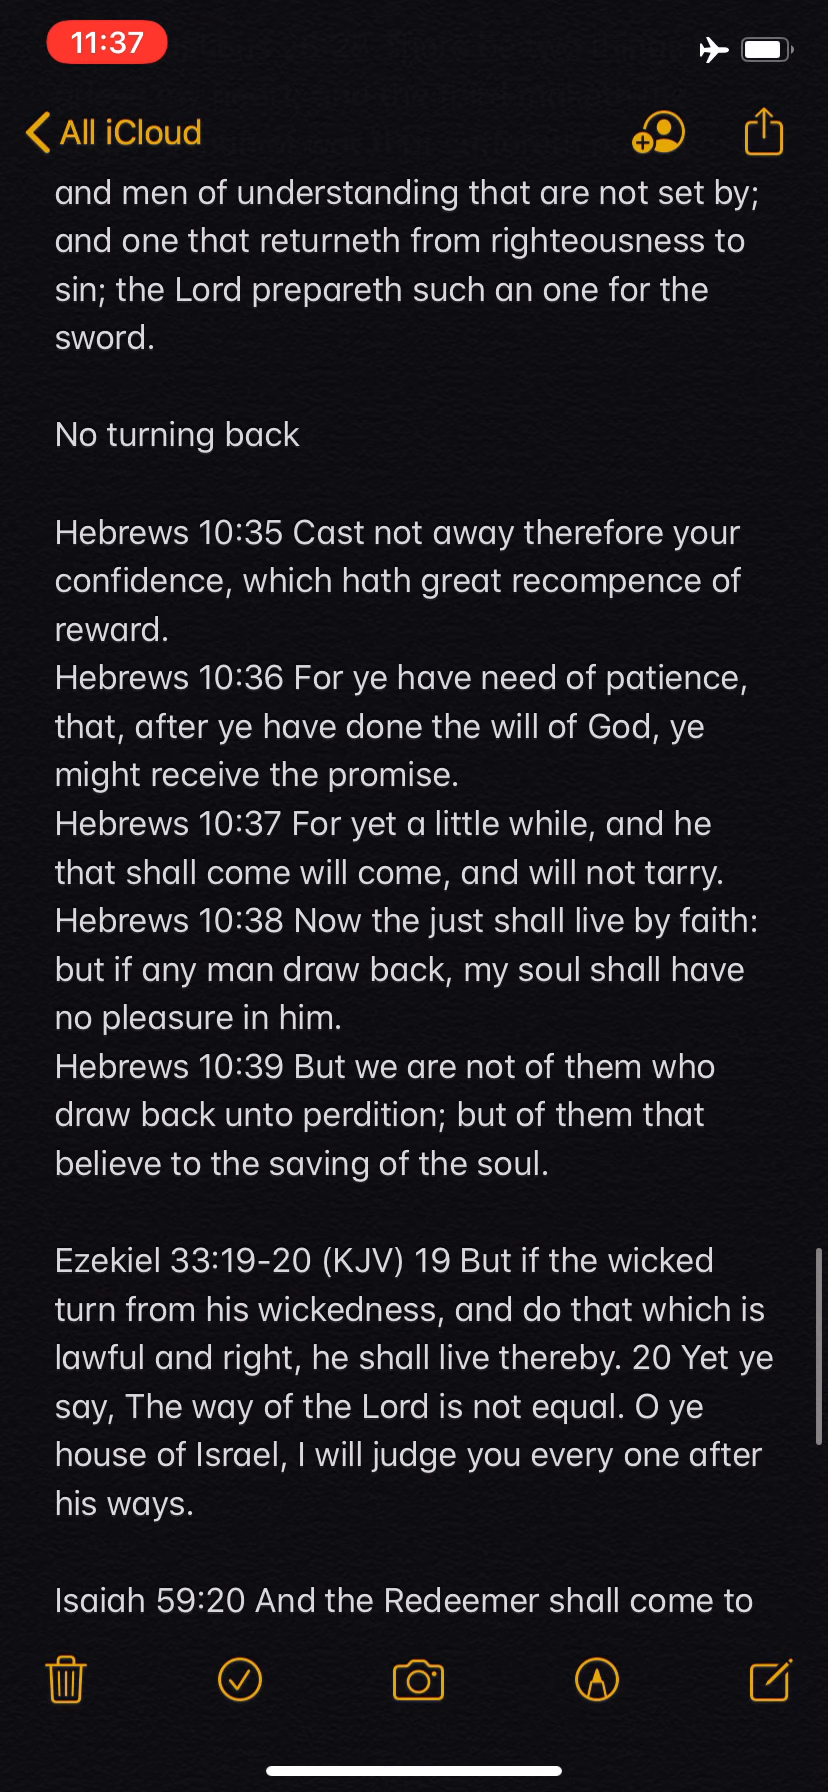 11:37
All iCloud
and men of understanding that are not set by;
and one that returneth from righteousness to
sin; the Lord prepareth such an one for the
sword.
No turning back
Hebrews 10:35 Cast not away therefore your
confidence, which hath great recompence of
reward.
Hebrews 10:36 For ye have need of patience,
that, after ye have done the will of God, ye
might receive the promise.
Hebrews 10:37 For yet a little while, and he
that shall come will come, and will not tarry.
Hebrews 10:38 Now the just shall live by faith:
but if any man draw back, my soul shall have
no pleasure in him.
Hebrews 10:39 But we are not of them who
draw back unto perdition; but of them that
believe to the saving of the soul.
Ezekiel 33:19-20 (KJV) 19 But if the wicked
turn from his wickedness, and do that which is
lawful and right, he shall live thereby. 20 Yet ye
say, The way of the Lord is not equal. O ye
house of Israel, I will judge you every one after
his ways.
Isaiah 59:20 And the Redeemer shall come to